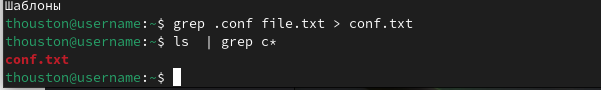 Шаблоны
thouston@username:~$ grep .conf file.txt > conf.txt
thouston@username:~$ ls  | grep c*
conf.txt
thouston@username:~$